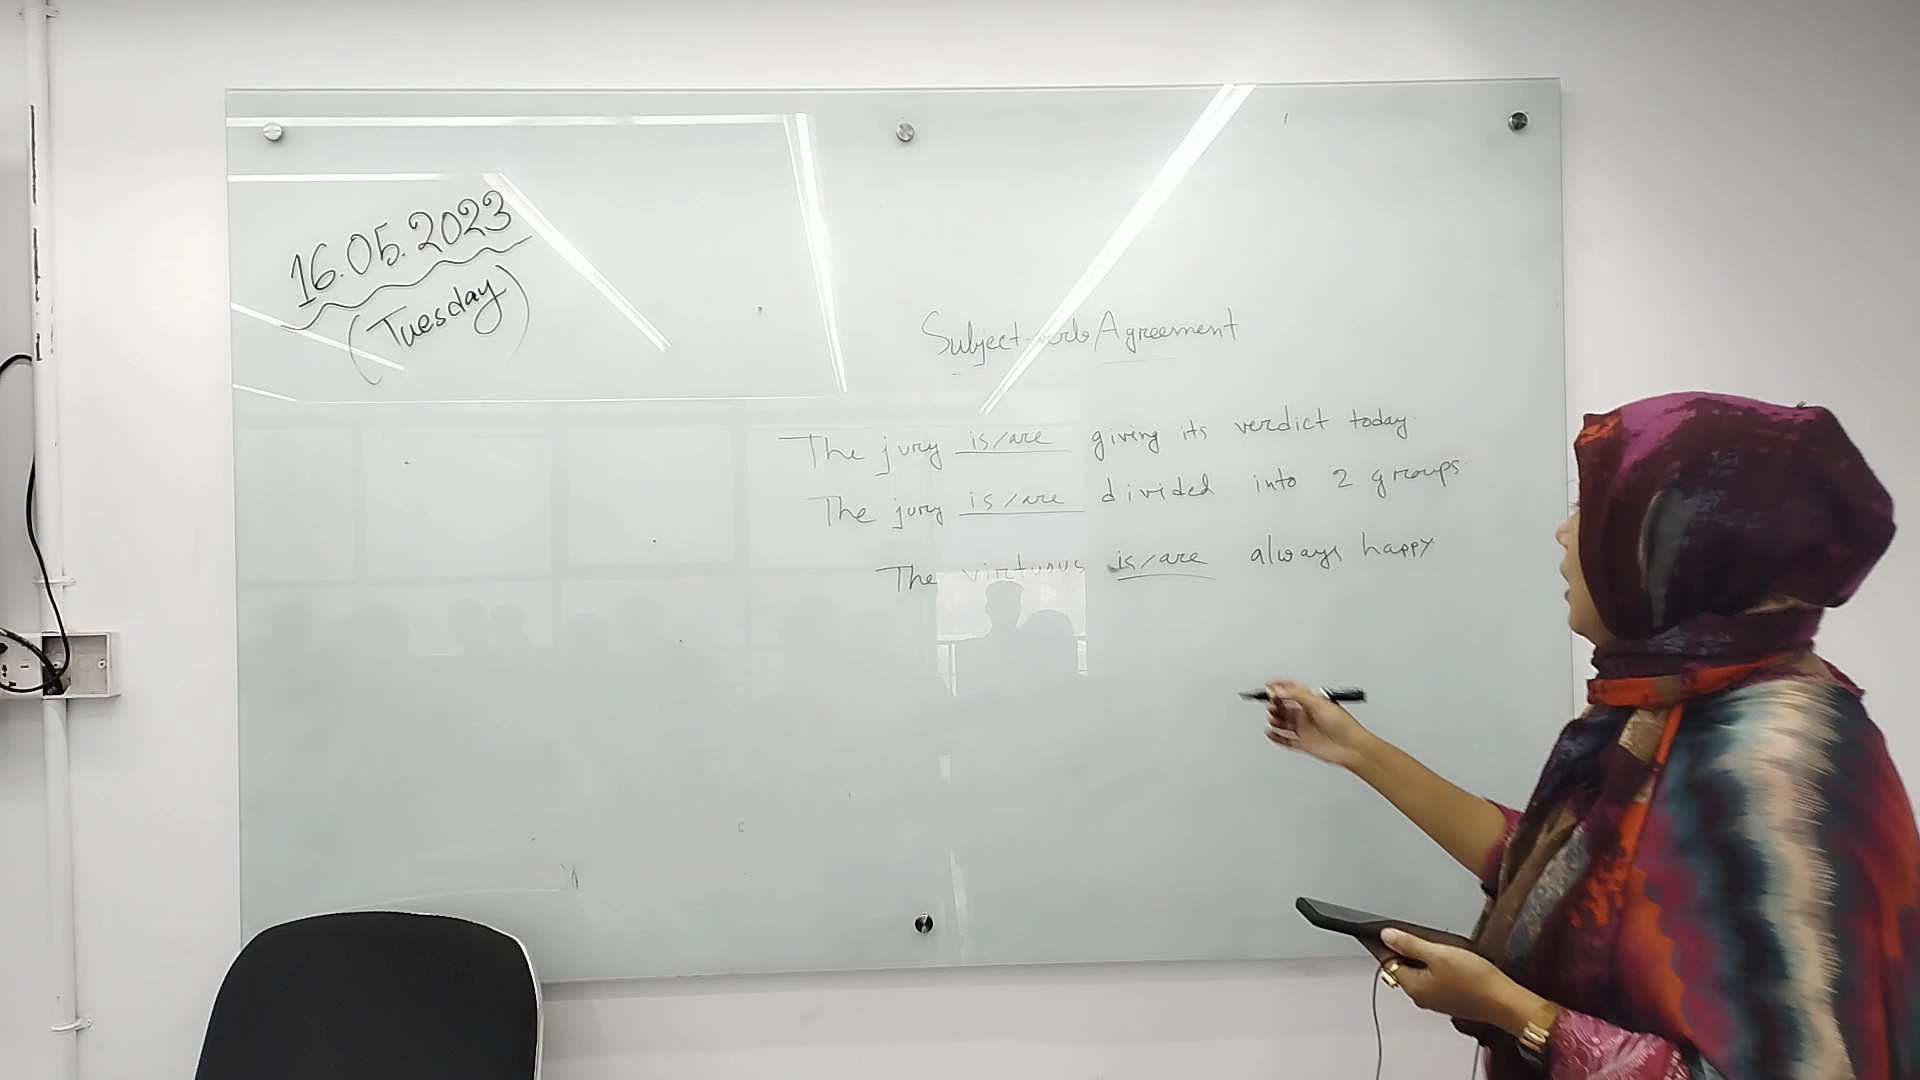 16.05.2023
(Tuesday)
Subject-verb Agreement
The jury is/are giving its verdict today.
The jury is/are divided into 2 groups.
The virtuous is/are always happy